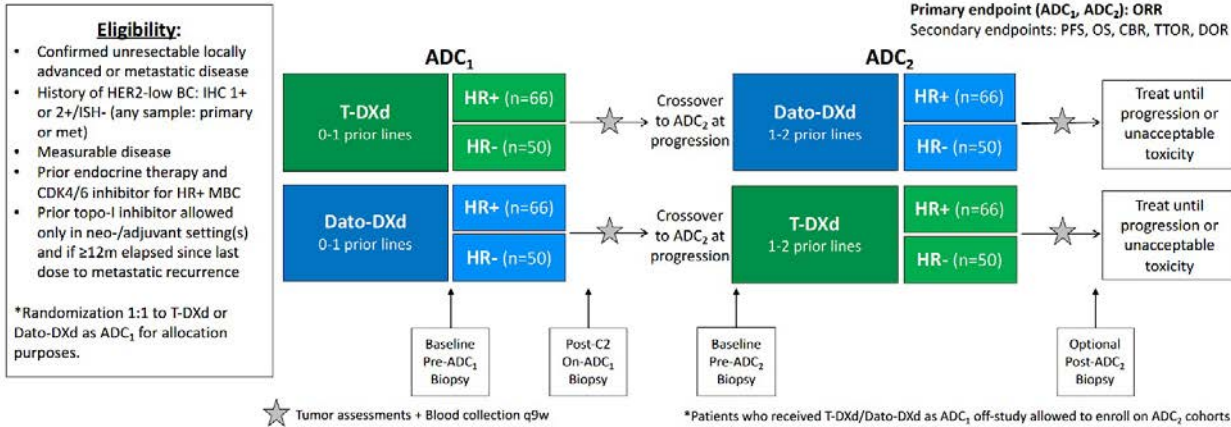 Primary endpoint (ADC₁, ADC₂): ORR
Secondary endpoints: PFS, OS, CBR, TTOR, DOR
Eligibility:
• Confirmed unresectable locally
advanced or metastatic disease
• History of HER2-low BC: IHC 1+
or 2+/ISH- (any sample: primary
or met)
• Measurable disease
• Prior endocrine therapy and
CDK4/6 inhibitor for HR+ MBC
• Prior topo-I inhibitor allowed
only in neo-/adjuvant setting(s)
and if ≥12m elapsed since last
dose to metastatic recurrence
*Randomization 1:1 to T-DXd or
Dato-DXd as ADC₁ for allocation
purposes.
ADC₁
ADC₂
T-DXd
0-1 prior lines
HR+ (n=66)
HR- (n=50)
Crossover
to ADC₂ at
progression
Dato-DXd
1-2 prior lines
HR+ (n=66)
HR- (n=50)
Treat until
progression or
unacceptable
toxicity
Dato-DXd
0-1 prior lines
HR+ (n=66)
HR- (n=50)
Crossover
to ADC₂ at
progression
T-DXd
1-2 prior lines
HR+ (n=66)
HR- (n=50)
Treat until
progression or
unacceptable
toxicity
Baseline
Pre-ADC₁
Biopsy
Post-C2
On-ADC₁
Biopsy
Baseline
Pre-ADC₂
Biopsy
Optional
Post-ADC₂
Biopsy
Tumor assessments + Blood collection q9w
*Patients who received T-DXd/Dato-DXd as ADC₁ off-study allowed to enroll on ADC₂ cohorts